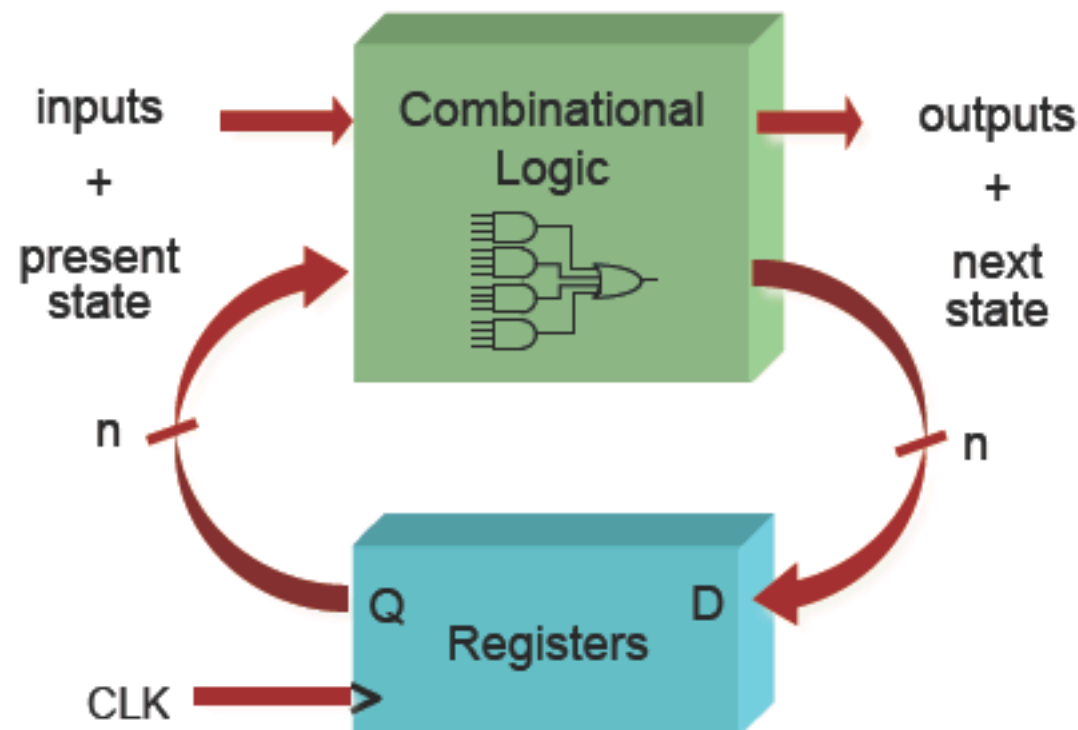 inputs
+
present
state
Combinational
Logic
outputs
+
next
state
n
n
Q
D
Registers
CLK